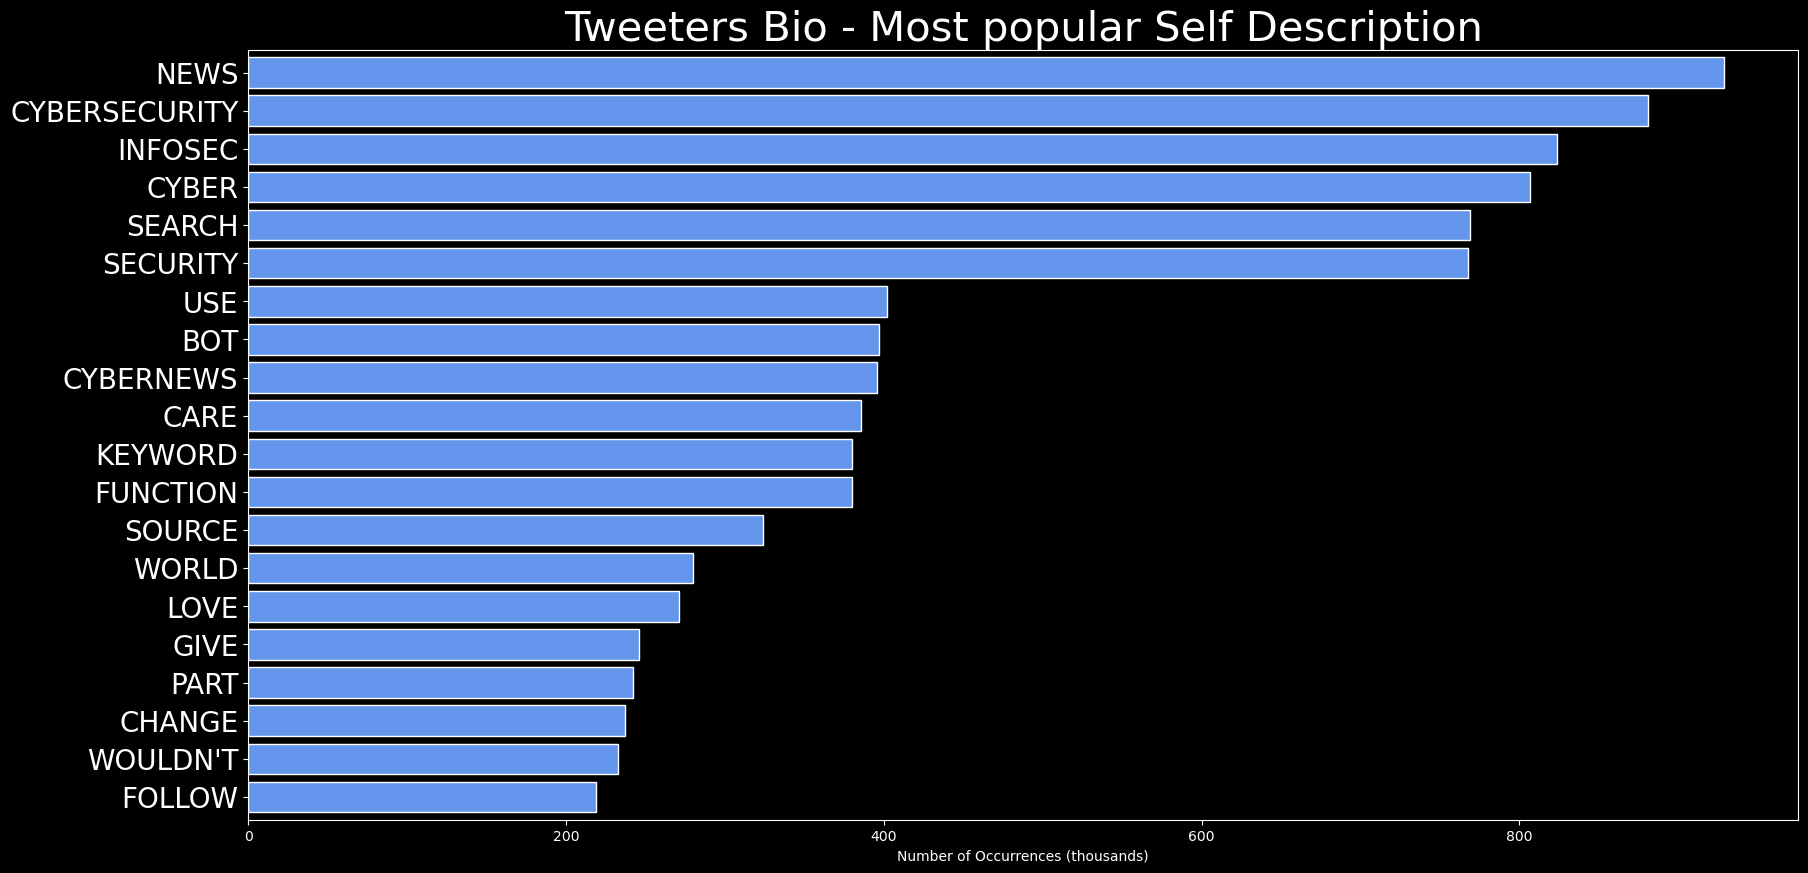 Tweeters Bio - Most popular Self Description
NEWS
CYBERSECURITY
INFOSEC
CYBER
SEARCH
SECURITY
USE
BOT
CYBERNEWS
CARE
KEYWORD
FUNCTION
SOURCE
WORLD
LOVE
GIVE
PART
CHANGE
WOULDN'T
FOLLOW
0 200 400 600 800
Number of Occurrences (thousands)